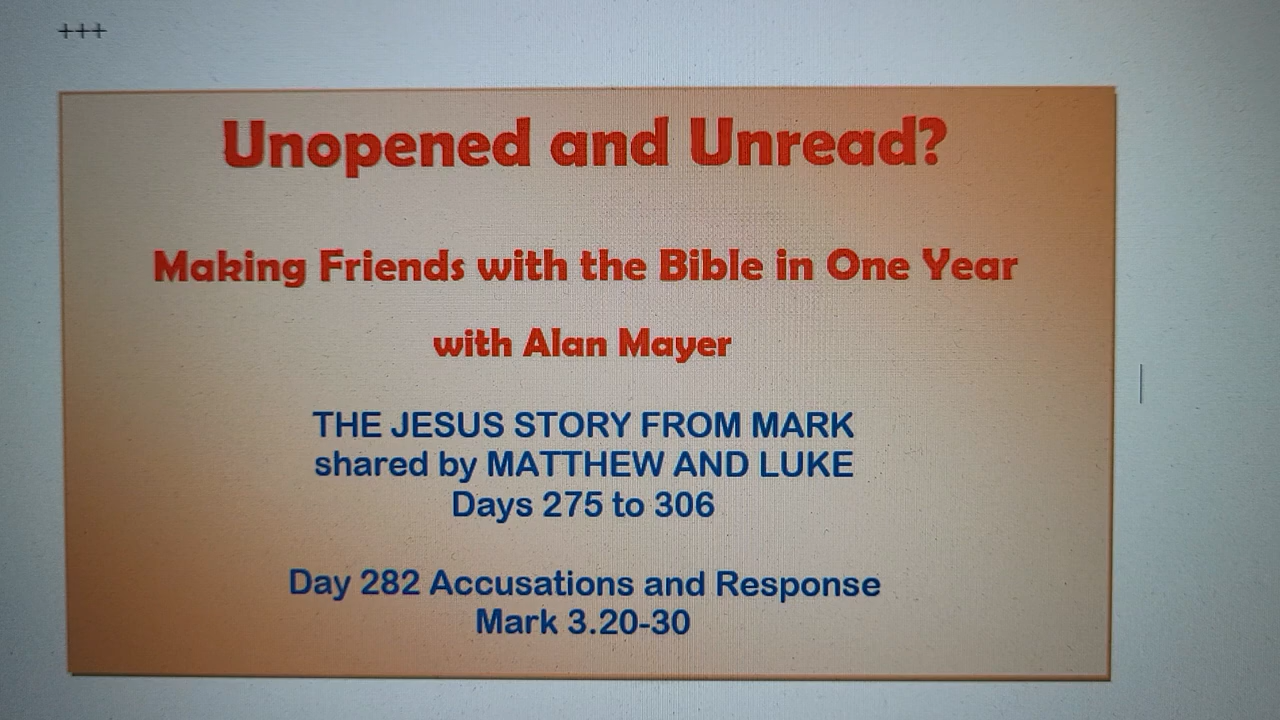 +++
Unopened and Unread?
Making Friends with the Bible in One Year
with Alan Mayer
THE JESUS STORY FROM MARK
shared by MATTHEW AND LUKE
Days 275 to 306
Day 282 Accusations and Response
Mark 3.20-30